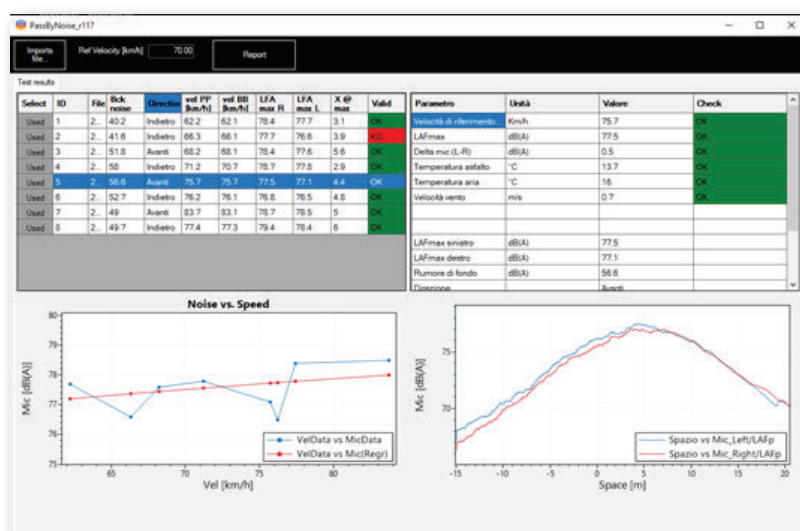 PassByNoise_r117
Importa file... Ref Velocity [km/h] 70.00 Report
Test results
Select ID File Bck noise Direction vel PP [km/h] vel BB [km/h] LFA max R LFA max L X @ max Valid
Used 1 2... 40.2 Indietro 62.2 62.1 78.4 77.7 3.1 OK
Used 2 2... 41.6 Indietro 66.3 66.1 77.7 76.6 3.9 KO
Used 3 2... 51.8 Avanti 68.2 68.1 78.4 77.6 5.6 OK
Used 4 2... 58 Indietro 71.2 70.7 78.7 77.8 2.9 OK
Used 5 2... 56.6 Avanti 75.7 75.7 77.5 77.1 4.4 OK
Used 6 2... 52.7 Indietro 76.2 76.1 76.8 76.5 4.8 OK
Used 7 2... 49 Avanti 83.7 83.1 78.7 78.5 5 OK
Used 8 2... 49.7 Indietro 77.4 77.3 79.4 78.4 6 OK
Parametro Unità Valore Check
Velocità di riferimento... Km/h 75.7 OK
LAFmax dB(A) 77.5 OK
Delta mic (L-R) dB(A) 0.5 OK
Temperatura asfalto °C 13.7 OK
Temperatura aria °C 16 OK
Velocità vento m/s 0.7 OK
LAFmax sinistro dB(A) 77.5
LAFmax destro dB(A) 77.1
Rumore di fondo dB(A) 56.6
Direzione Avanti
Noise vs. Speed
80
79
78
77
76
75
Mic [dB(A)]
VelData vs MicData
VelData vs Mic(Regr)
65 70 75 80
Vel [km/h]
75
70
Mic [dB(A)]
Spazio vs Mic_Left/LAFp
Spazio vs Mic_Right/LAFp
-15 -10 -5 0 5 10 15 20
Space [m]